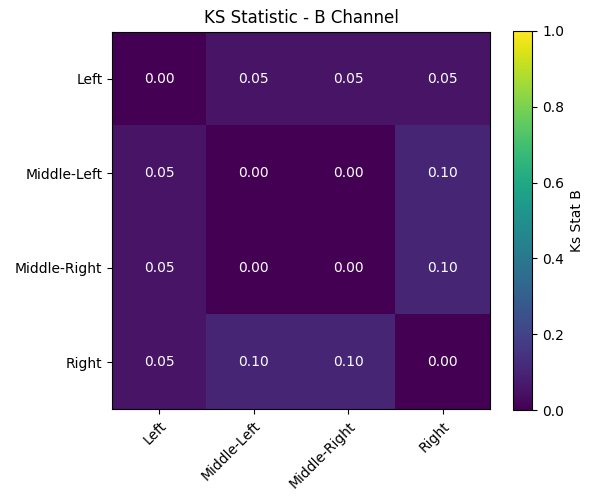 KS Statistic - B Channel
Left 0.00 0.05 0.05 0.05
Middle-Left 0.05 0.00 0.00 0.10
Middle-Right 0.05 0.00 0.00 0.10
Right 0.05 0.10 0.10 0.00
Left Middle-Left Middle-Right Right
1.0
0.8
0.6
0.4
0.2
0.0
Ks Stat B